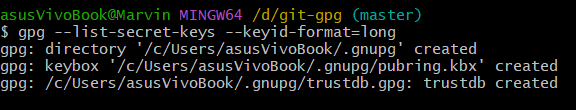 asusVivoBook@Marvin MINGW64 /d/git-gpg (master)
$ gpg --list-secret-keys --keyid-format=long
gpg: directory '/c/Users/asusVivoBook/.gnupg' created
gpg: keybox '/c/Users/asusVivoBook/.gnupg/pubring.kbx' created
gpg: /c/Users/asusVivoBook/.gnupg/trustdb.gpg: trustdb created